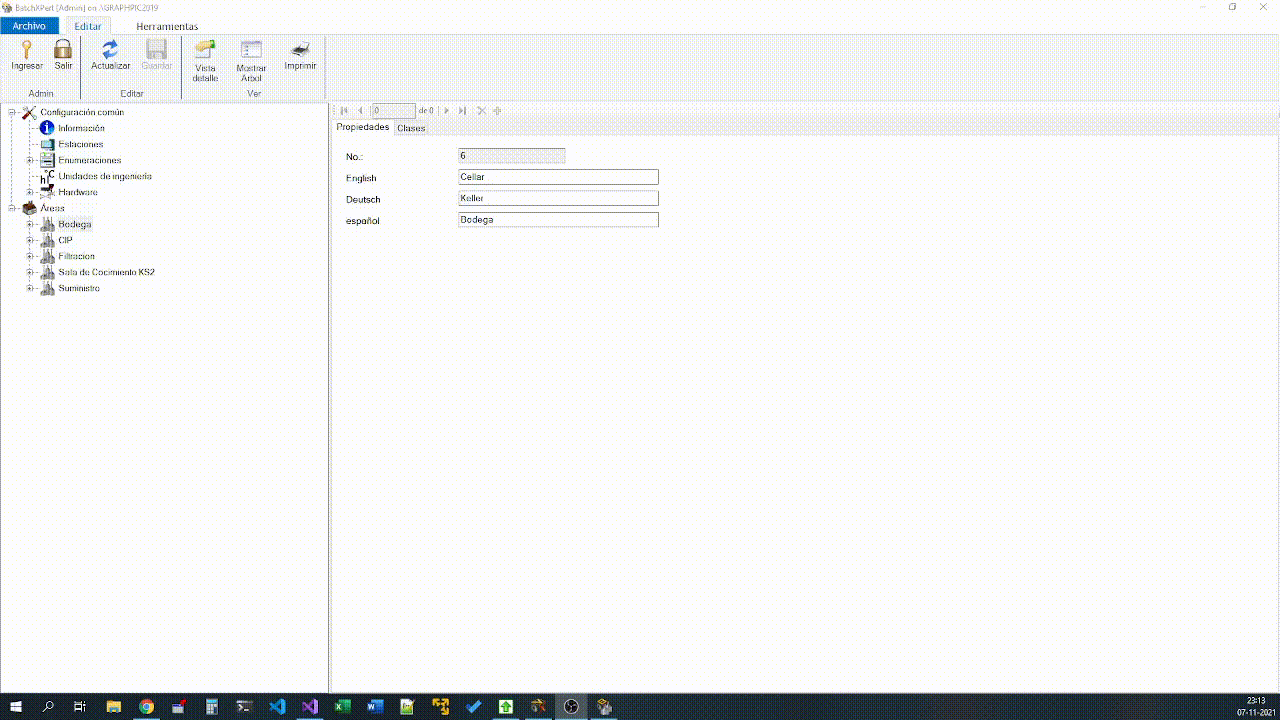 BatchXPert [Admin] on .\GRAPHPIC2019
Archivo Editar Herramientas
Ingresar Salir Actualizar Guardar Vista detalle Mostrar Arbol Imprimir
Admin Editar Ver
Configuración común
Información
Estaciones
Enumeraciones
Unidades de ingeniería
Hardware
Áreas
Bodega
CIP
Filtracion
Sala de Cocimiento KS2
Suministro
0 de 0
Propiedades Clases
No.: 6
English Cellar
Deutsch Keller
español Bodega
23:13
07-11-2021